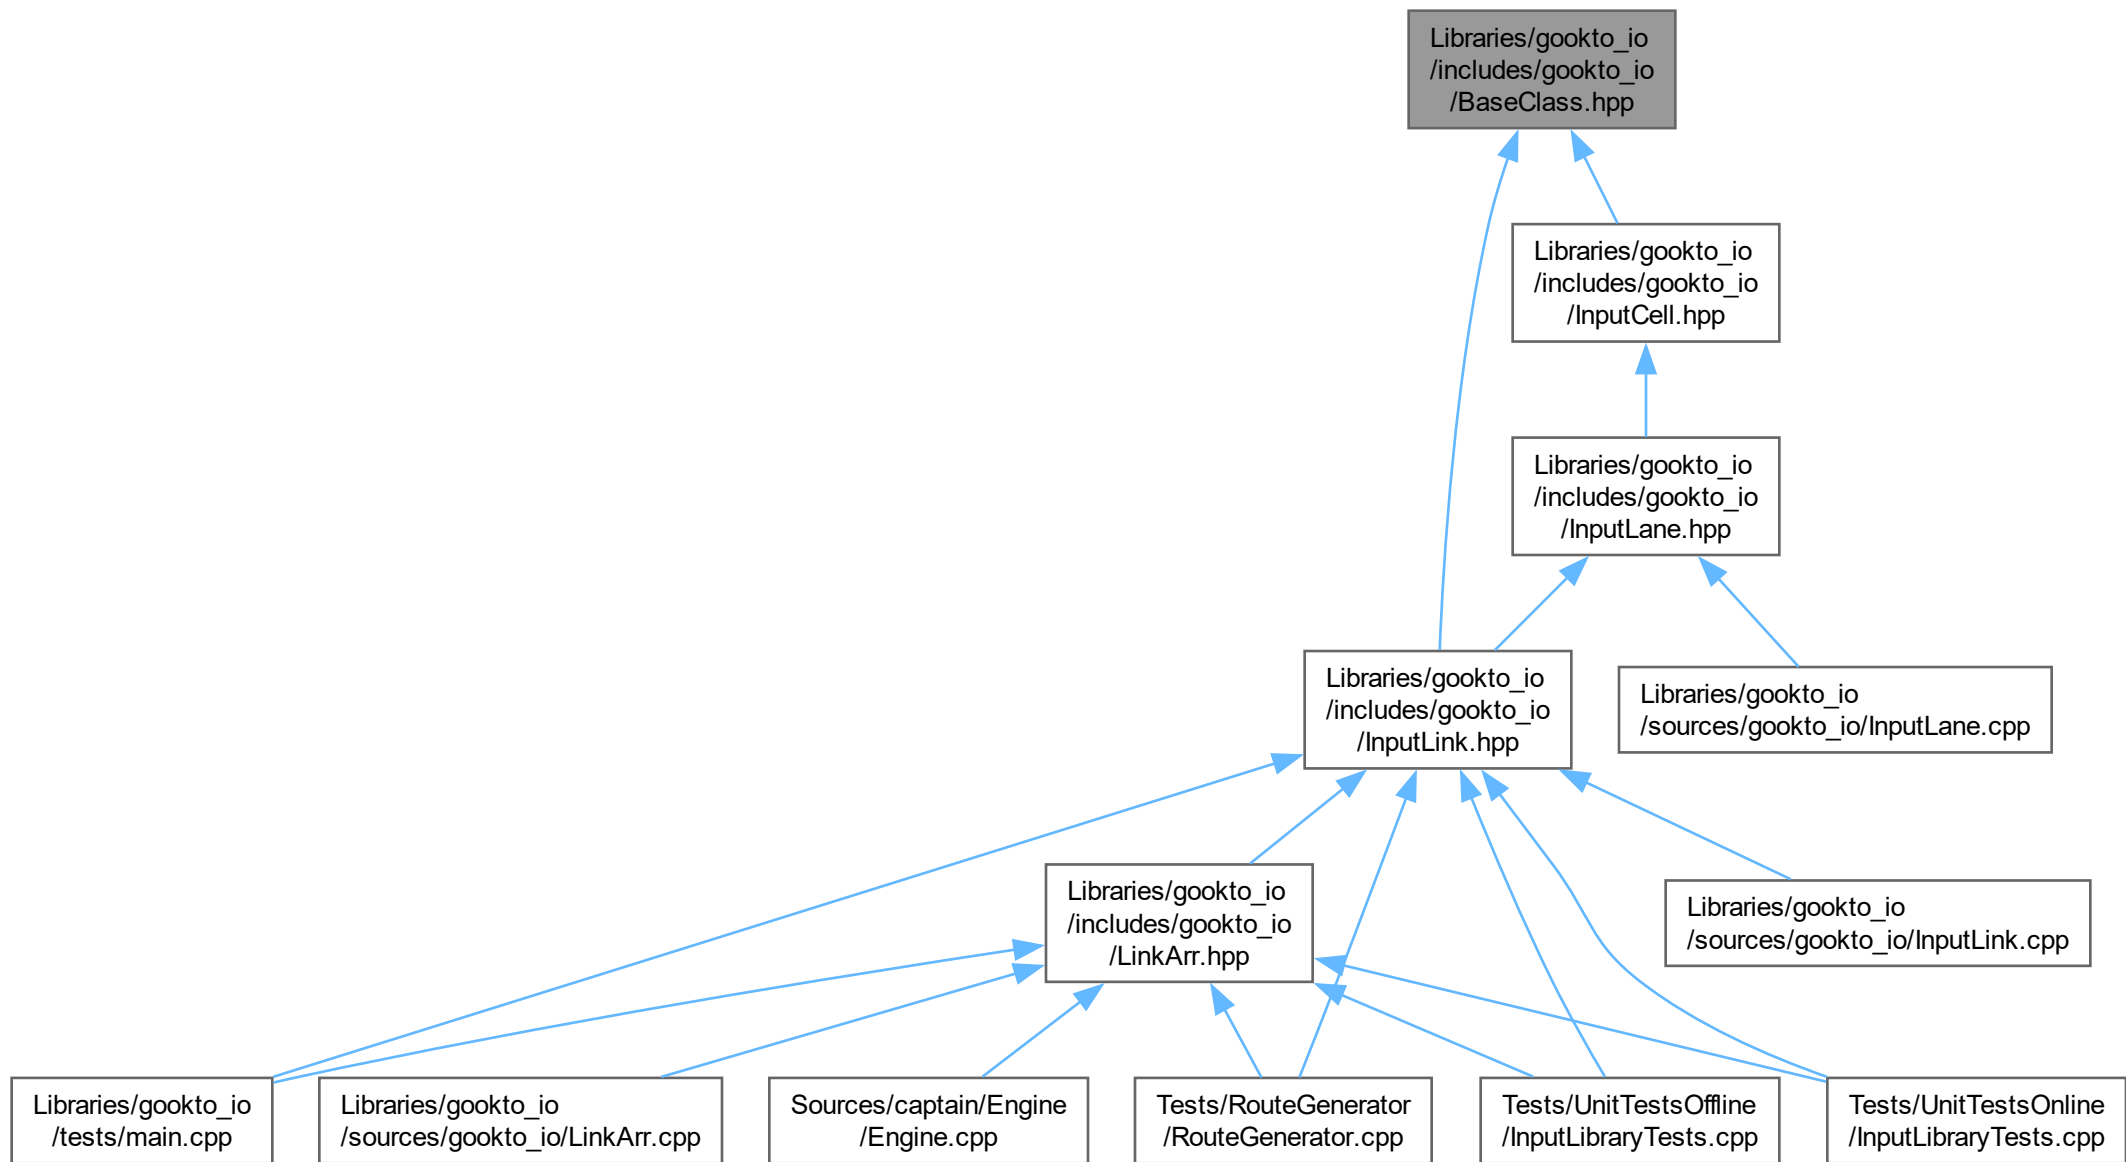 Libraries/gookto_io
/includes/gookto_io
/BaseClass.hpp
Libraries/gookto_io
/includes/gookto_io
/InputCell.hpp
Libraries/gookto_io
/includes/gookto_io
/InputLane.hpp
Libraries/gookto_io
/includes/gookto_io
/InputLink.hpp
Libraries/gookto_io
/sources/gookto_io/InputLane.cpp
Libraries/gookto_io
/includes/gookto_io
/LinkArr.hpp
Libraries/gookto_io
/sources/gookto_io/InputLink.cpp
Libraries/gookto_io
/tests/main.cpp
Libraries/gookto_io
/sources/gookto_io/LinkArr.cpp
Sources/captain/Engine
/Engine.cpp
Tests/RouteGenerator
/RouteGenerator.cpp
Tests/UnitTestsOffline
/InputLibraryTests.cpp
Tests/UnitTestsOnline
/InputLibraryTests.cpp